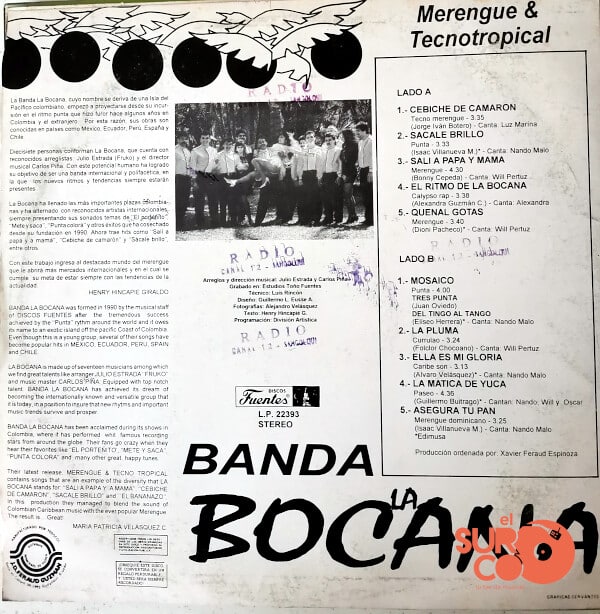 Merengue &
Tecnotropical
La Banda La Bocana, cuyo nombre se deriva de una isla del
Pacífico colombiano, empezó a proyectarse desde su incur-
sión en el ritmo punta que hizo furor hace algunos años en
Colombia y el extranjero. Por esta razón, sus obras son
conocidas en países como México, Ecuador, Perú, España y
Chile.
Diecisiete personas conforman La Bocana, que cuenta con
reconocidos arreglistas: Julio Estrada (Fruko) y el director
musical Carlos Piña. Con este potencial humano ha logrado
su objetivo de ser una banda internacional y polifacética, en
la que los nuevos ritmos y tendencias siempre estarán
presentes.
La Bocana ha llenado las más importantes plazas colombia-
nas y ha alternado con reconocidos artistas internacionales,
siempre presentando sus sonados temas de "El porteñito",
"Mete y saca", "Punta colora" y otros éxitos que ha cosechado
desde su fundación en 1990. Ahora trae hits como "Salí a
papá y a mamá", "Cebiche de camarón" y "Sácale brillo",
entre otros.
Con este trabajo ingresa al destacado mundo del merengue
que le abrirá más mercados internacionales y en el cual se
cumple su meta de estar siempre con las tendencias de la
actualidad.
HENRY HINCAPIE GIRALDO
BANDA LA BOCANA was formed in 1990 by the musical staff
of DISCOS FUENTES after the tremendous success
achieved by the "Punta" rythm around the world and it owes
its name to an exotic island off the pacific Coast of Colombia.
Even though this is a young group, several of their songs have
become popular hits in MEXICO, ECUADOR, PERU, SPAIN
and CHILE.
LA BOCANA is made up of seventeen musicians among which
we find great talents like arranger JULIO ESTRADA "FRUKO"
and music master CARLOS PIÑA. Equipped with top notch
talent, BANDA LA BOCANA has achieved its dream of
becoming the internationally known and versatile group that
it is today, in a position to insure that new rhytms and important
music trends survive and prosper.
BANDA LA BOCANA has been acclaimed during its shows in
Colombia, where it has performed whit famous recording
stars from around the globe. Their fans go crazy when they
hear their favorites like "EL PORTEÑITO", "METE Y SACA",
"PUNTA COLORA" and many other great, happy tunes.
Their latest release, MERENGUE & TECNO TROPICAL
contains songs that are an example of the diversity that LA
BOCANA stands for: "SALI A PAPA Y A MAMA", "CEBICHE
DE CAMARON", "SACALE BRILLO" and "EL BANANAZO". In
this production they managed to blend the sound of
Colombian Caribbean music with the ever popular Merengue.
The result is... Great!
MARIA PATRICIA VELASQUEZ C.
RADIO
RADIO
CANAL 12 - SANGOLQUI
Arreglos y dirección musical: Julio Estrada y Carlos Piña
Grabado en: Estudios Toño Fuentes
Técnico: Luis Rincón
Diseño: Guillermo L. Eusse A.
Fotografías: Alejandro Velásquez
Texto: Henry Hincapié G.
Programación: División Artística
RADIO
CANAL 12 - SANGOLQUI
DISCOS
Fuentes
L.P. 22393
STEREO
LADO A
1.- CEBICHE DE CAMARON
Tecno merengue - 3.35
(Jorge Iván Botero) - Canta: Luz Marina
2.- SACALE BRILLO
Punta - 3.33
(Isaac Villanueva M.)* - Canta: Nando Malo
3.- SALI A PAPA Y MAMA
Merengue - 4.30
(Bonny Cepeda) - Canta: Will Pertuz
4.- EL RITMO DE LA BOCANA
Calypso rap - 3.38
(Alexandra Guzmán C.) - Canta: Alexandra
5.- QUENAL GOTAS
Merengue - 3.40
(Dioni Pacheco)* - Canta: Will Pertuz
RADIO
LADO B
1.- MOSAICO
Punta - 4.00
TRES PUNTA
(Juan Oviedo)
DEL TINGO AL TANGO
(Eliseo Herrera)* - Canta: Nando Malo
2.- LA PLUMA
Currulao - 3.24
(Folclor Chocoano) - Canta: Will Pertuz
3.- ELLA ES MI GLORIA
Caribe son - 3.13
(Alvaro Velásquez)* - Canta: Nando Malo
4.- LA MATICA DE YUCA
Paseo - 4.36
(Guillermo Buitrago)* - Cantan: Nando, Will y Oscar
5.- ASEGURA TU PAN
Merengue dominicano - 3.25
(Isaac Villanueva M.) - Canta: Nando Malo
*Edimusa
Producción ordenada por: Xavier Feraud Espinoza
BANDA
LA
BOCANA
el
SURCO
J.D. FERAUD GUZMAN
GRAFICAS CERVANTES